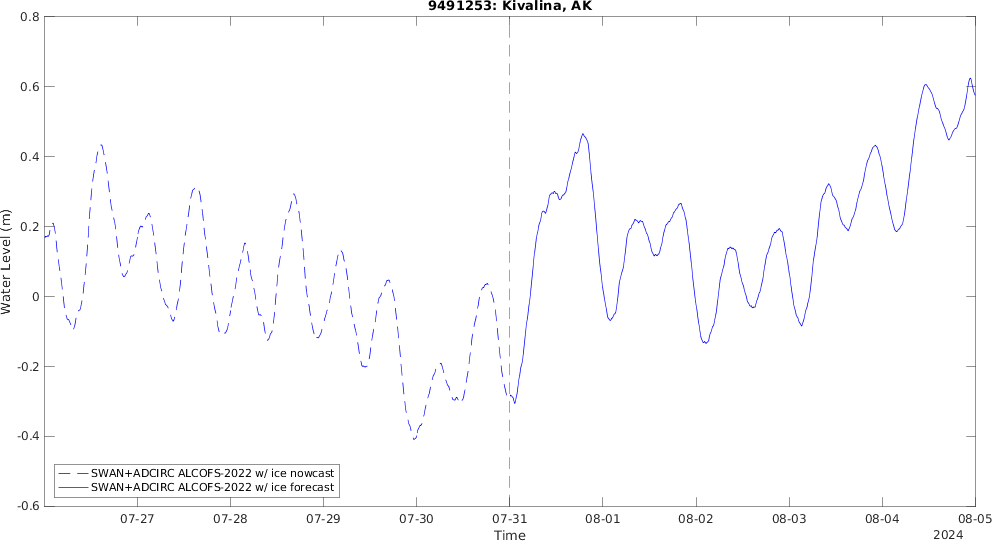 9491253: Kivalina, AK
0.8
0.6
0.4
0.2
0
-0.2
-0.4
-0.6
Water Level (m)
SWAN+ADCIRC ALCOFS-2022 w/ ice nowcast
SWAN+ADCIRC ALCOFS-2022 w/ ice forecast
07-27 07-28 07-29 07-30 07-31 08-01 08-02 08-03 08-04 08-05
Time
2024